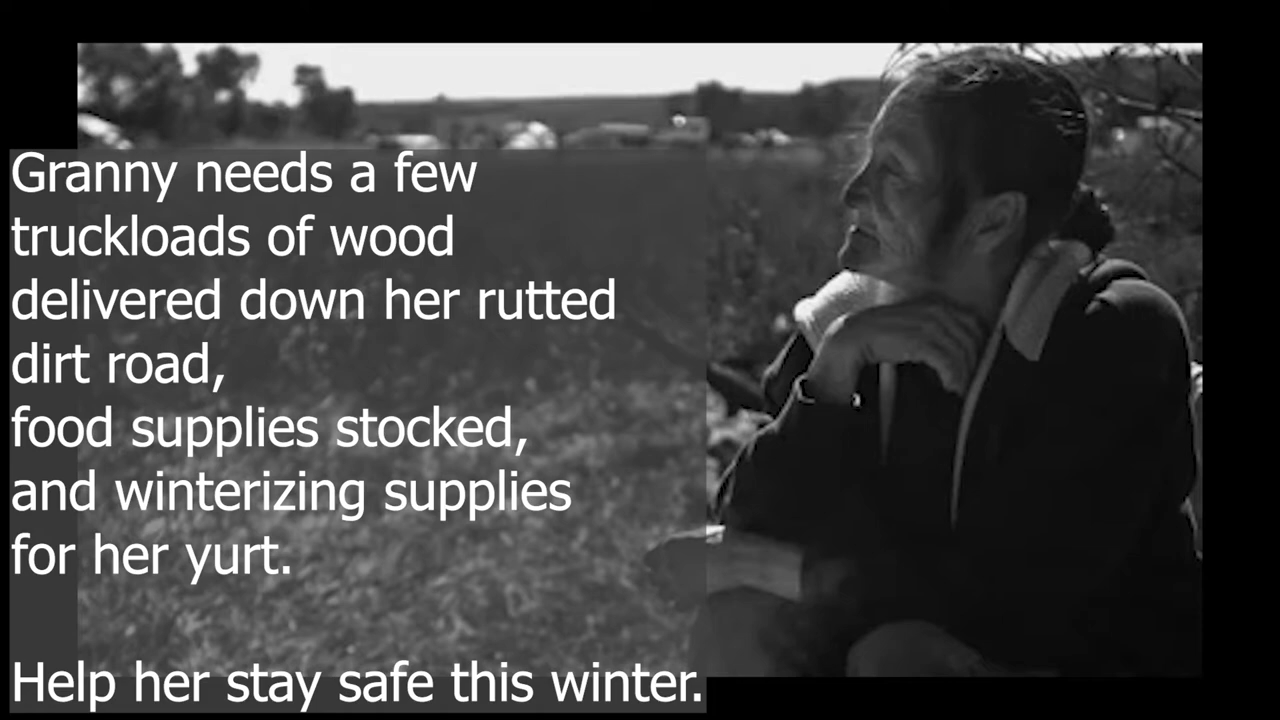 Granny needs a few
truckloads of wood
delivered down her rutted
dirt road,
food supplies stocked,
and winterizing supplies
for her yurt.
Help her stay safe this winter.